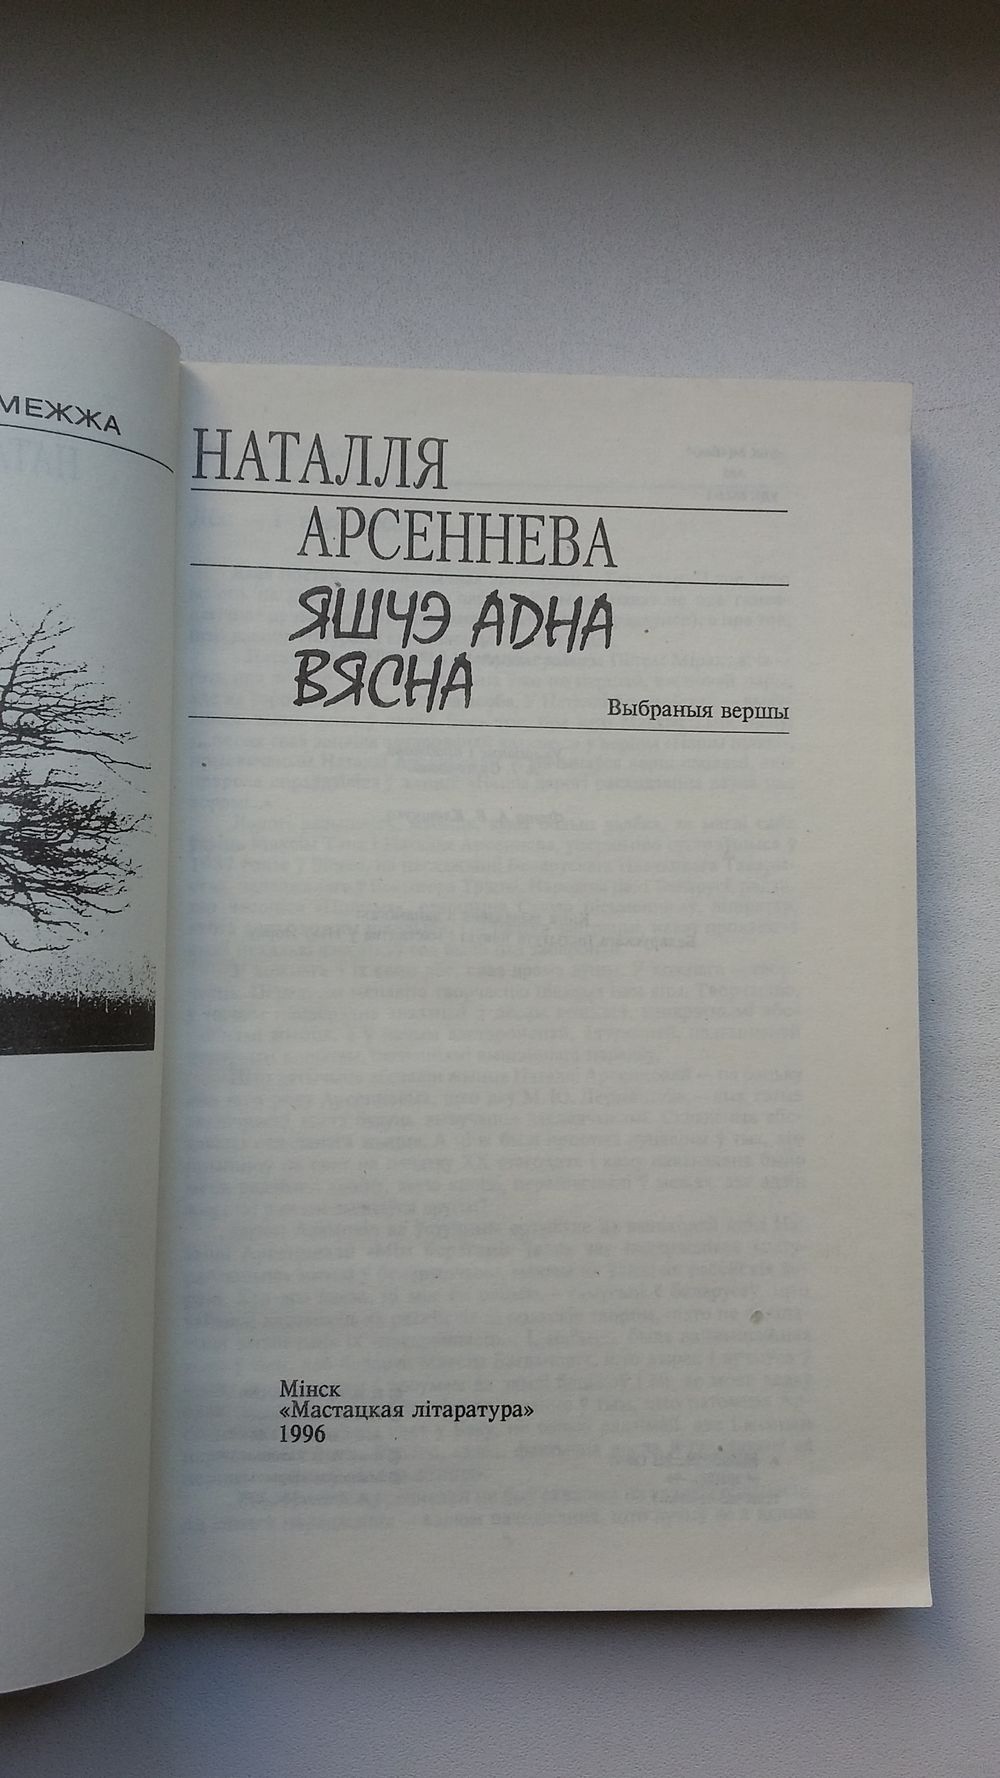 МЕЖЖА
НАТАЛЛЯ
АРСЕННЕВА
ЯШЧЭ АДНА
ВЯСНА
Выбраныя вершы
Мінск
«Мастацкая літаратура»
1996